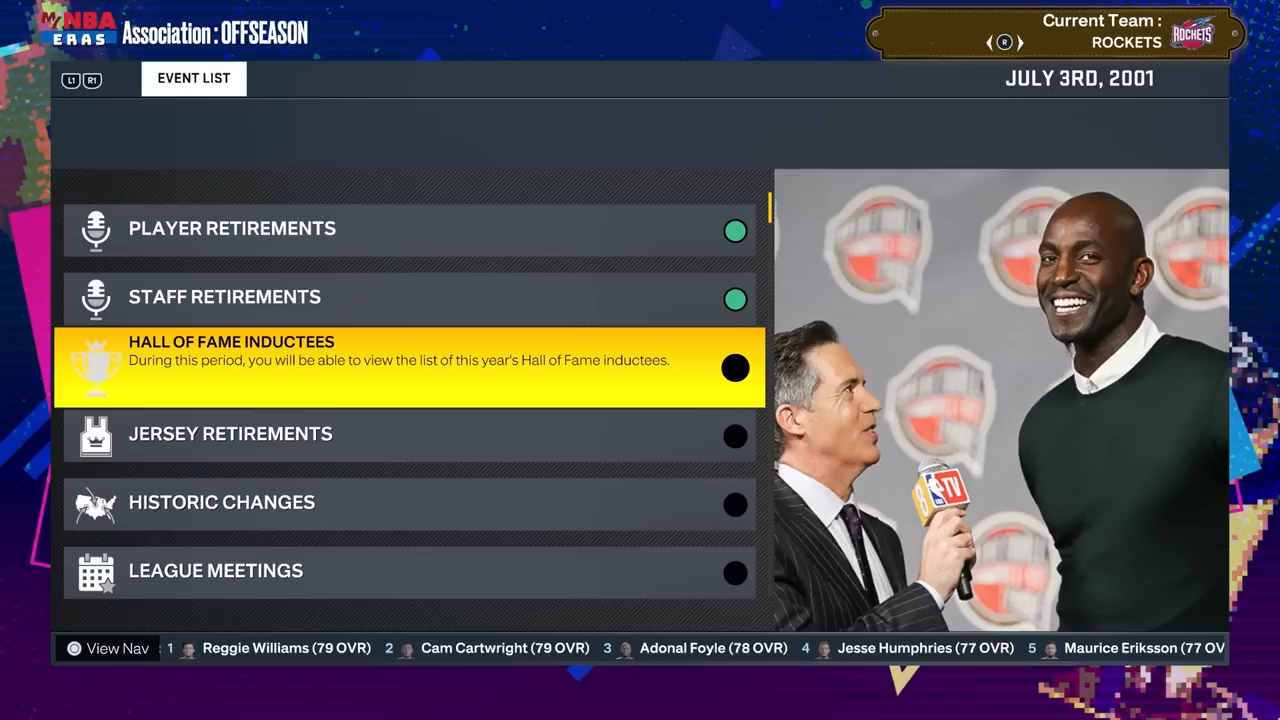 MyNBA
ERAS
Association: OFFSEASON
Current Team :
R
ROCKETS
ROCKETS
L1 R1
EVENT LIST
JULY 3RD, 2001
PLAYER RETIREMENTS
STAFF RETIREMENTS
HALL OF FAME INDUCTEES
During this period, you will be able to view the list of this year's Hall of Fame inductees.
JERSEY RETIREMENTS
HISTORIC CHANGES
LEAGUE MEETINGS
TV
View Nav
1 Reggie Williams (79 OVR) 2 Cam Cartwright (79 OVR) 3 Adonal Foyle (78 OVR) 4 Jesse Humphries (77 OVR) 5 Maurice Eriksson (77 OV